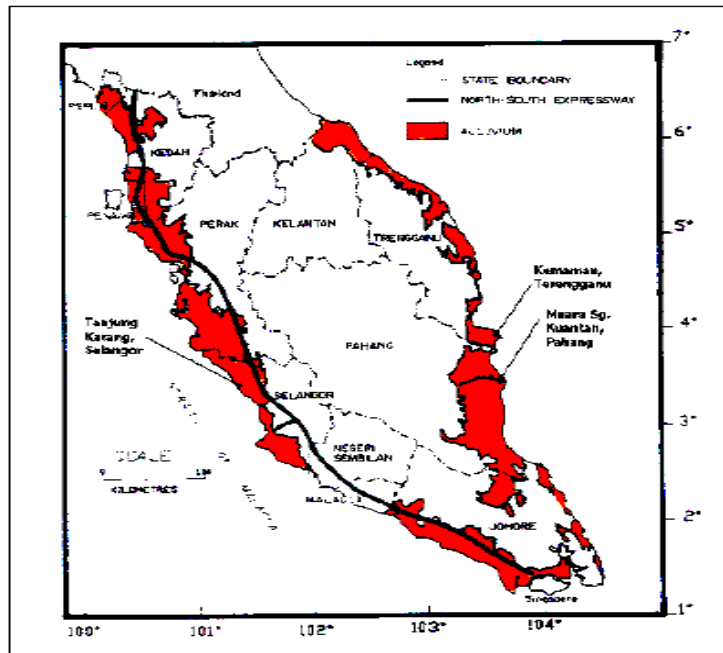 Legend
STATE BOUNDARY
NORTH-SOUTH EXPRESSWAY
ALLUVIUM
Thailand
KEDAH
PERAK
KELANTAN
PAHANG
SELANGOR
NEGERI
SEMBILAN
JOHORE
Singapore
Kemaman,
Terengganu
Muara Sg.
Kuantan,
Pahang
Tanjung
Karang,
Selangor
SCALE
0
KILOMETRES
7°
6°
5°
4°
3°
2°
1°
100° 101° 102° 103° 104°